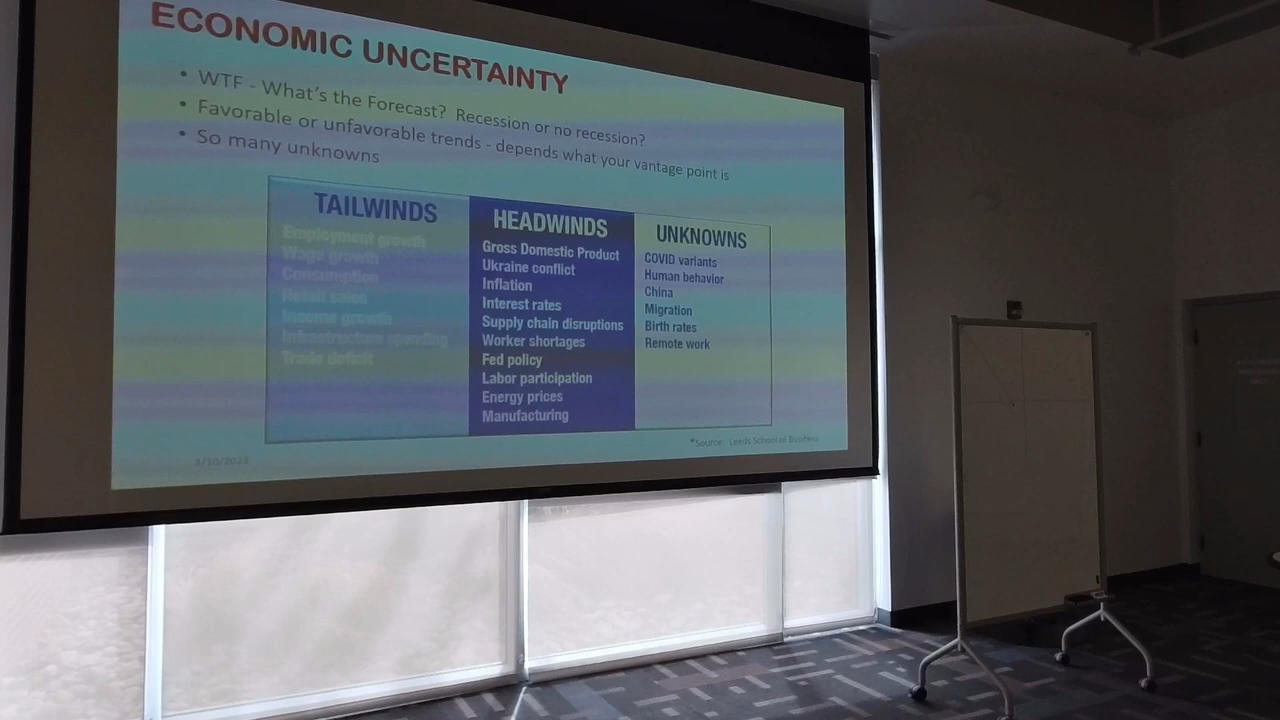 ECONOMIC UNCERTAINTY
• WTF - What's the Forecast? Recession or no recession?
• Favorable or unfavorable trends - depends what your vantage point is
• So many unknowns
TAILWINDS
Employment growth
Wage growth
Consumption
Retail sales
Income growth
Infrastructure spending
Trade deficit
HEADWINDS
Gross Domestic Product
Ukraine conflict
Inflation
Interest rates
Supply chain disruptions
Worker shortages
Fed policy
Labor participation
Energy prices
Manufacturing
UNKNOWNS
COVID variants
Human behavior
China
Migration
Birth rates
Remote work
*Source: Leeds School of Business